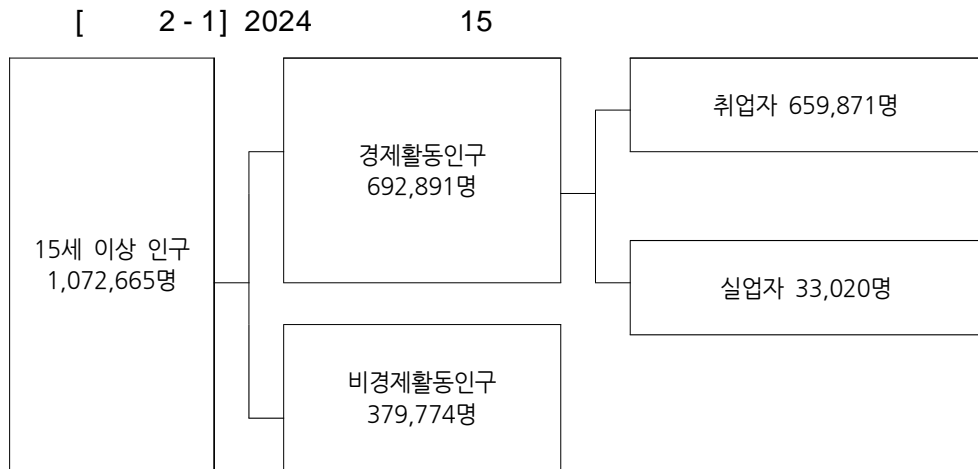 [ 2 - 1] 2024 15
15세 이상 인구
1,072,665명
경제활동인구
692,891명
비경제활동인구
379,774명
취업자 659,871명
실업자 33,020명